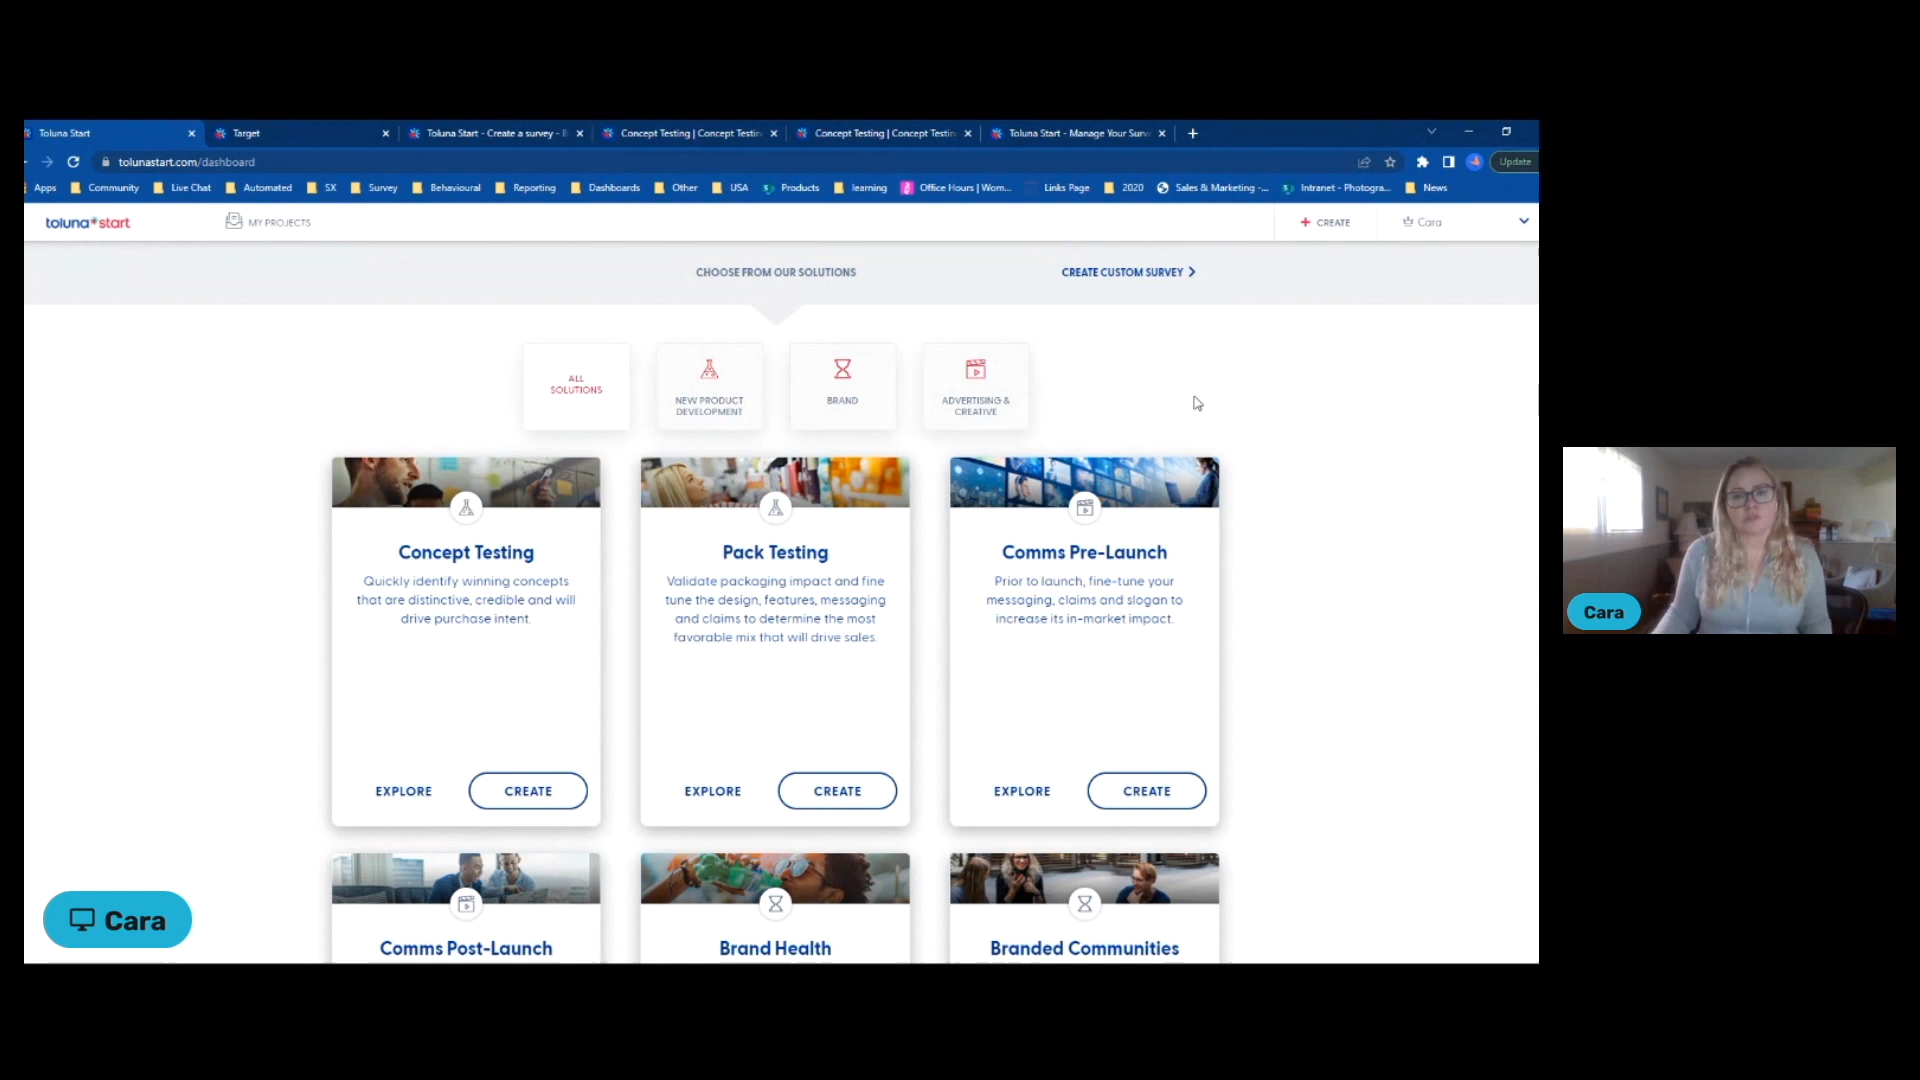 Toluna Start
Target
Toluna Start - Create a survey -
Concept Testing | Concept Testin
Concept Testing | Concept Testin
Toluna Start - Manage Your Surv
tolunastart.com/dashboard
Update
Apps
Community
Live Chat
Automated
SX
Survey
Behavioural
Reporting
Dashboards
Other
USA
Products
learning
Office Hours | Wom...
Links Page
2020
Sales & Marketing -...
Intranet - Photogra...
News
toluna*start
MY PROJECTS
+ CREATE
Cara
CHOOSE FROM OUR SOLUTIONS
CREATE CUSTOM SURVEY >
ALL
SOLUTIONS
NEW PRODUCT
DEVELOPMENT
BRAND
ADVERTISING &
CREATIVE
Concept Testing
Quickly identify winning concepts
that are distinctive, credible and will
drive purchase intent.
EXPLORE
CREATE
Pack Testing
Validate packaging impact and fine
tune the design, features, messaging
and claims to determine the most
favorable mix that will drive sales.
EXPLORE
CREATE
Comms Pre-Launch
Prior to launch, fine-tune your
messaging, claims and slogan to
increase its in-market impact.
EXPLORE
CREATE
Comms Post-Launch
Brand Health
Branded Communities
Cara
Cara